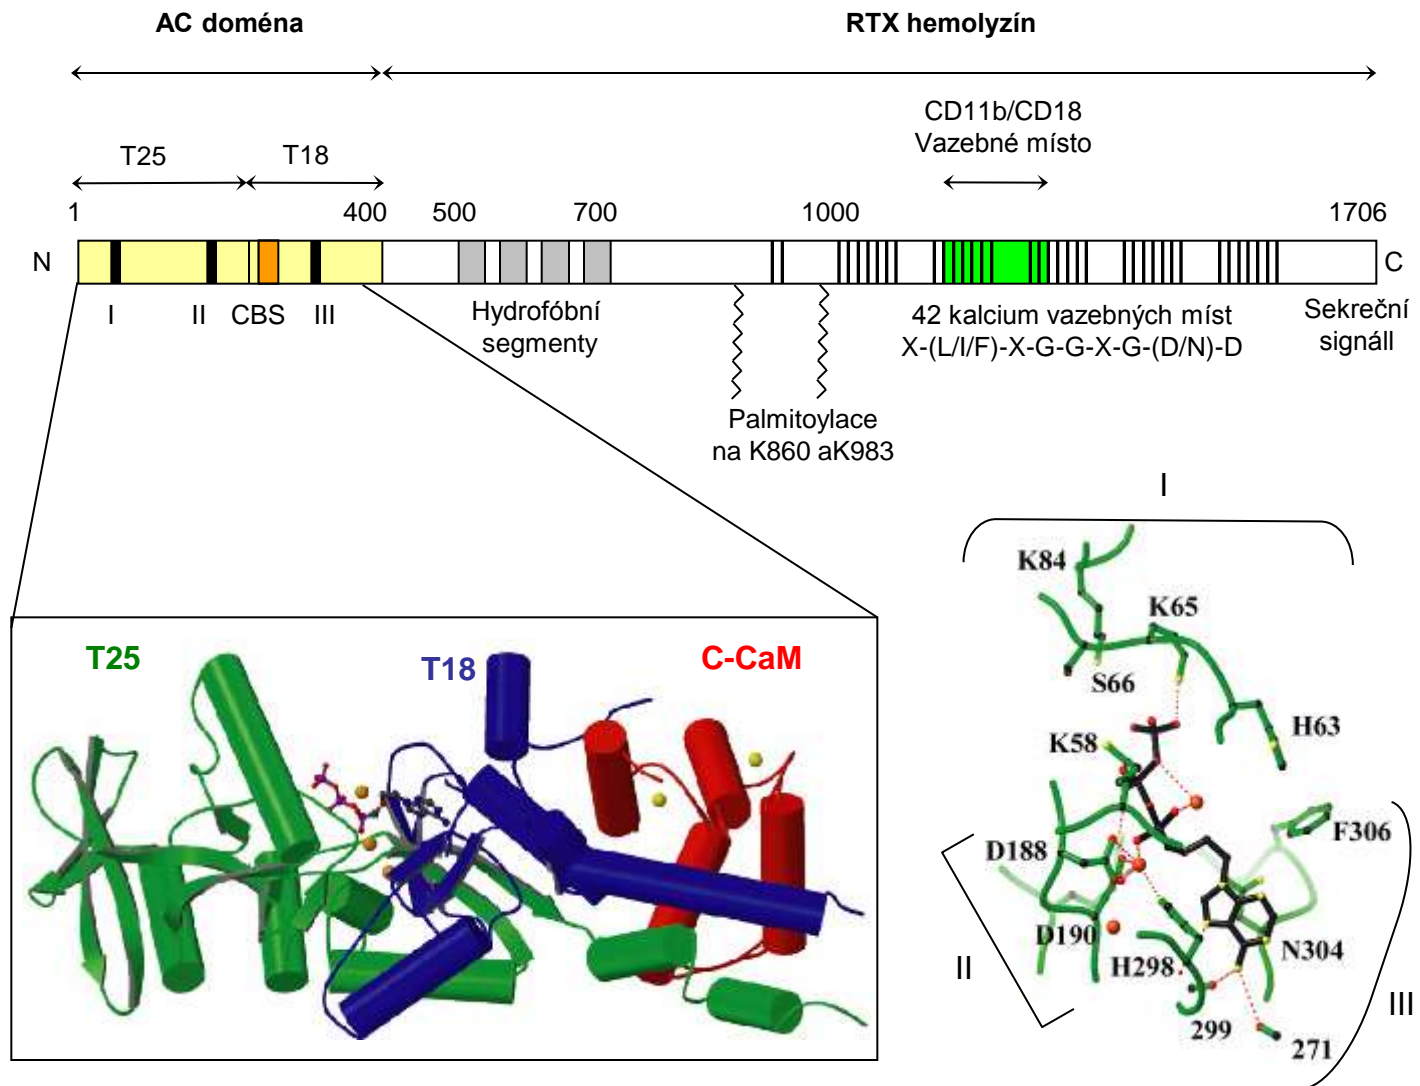 AC doména
RTX hemolyzín
CD11b/CD18
Vazebné místo
T25
T18
1
400
500
700
1000
1706
N
C
I
II
CBS
III
Hydrofóbní
segmenty
42 kalcium vazebných míst
X-(L/I/F)-X-G-G-X-G-(D/N)-D
Sekreční
signáll
Palmitoylace
na K860 aK983
T25
T18
C-CaM
I
K84
K65
S66
H63
K58
F306
D188
D190
N304
H298
II
III
299
271